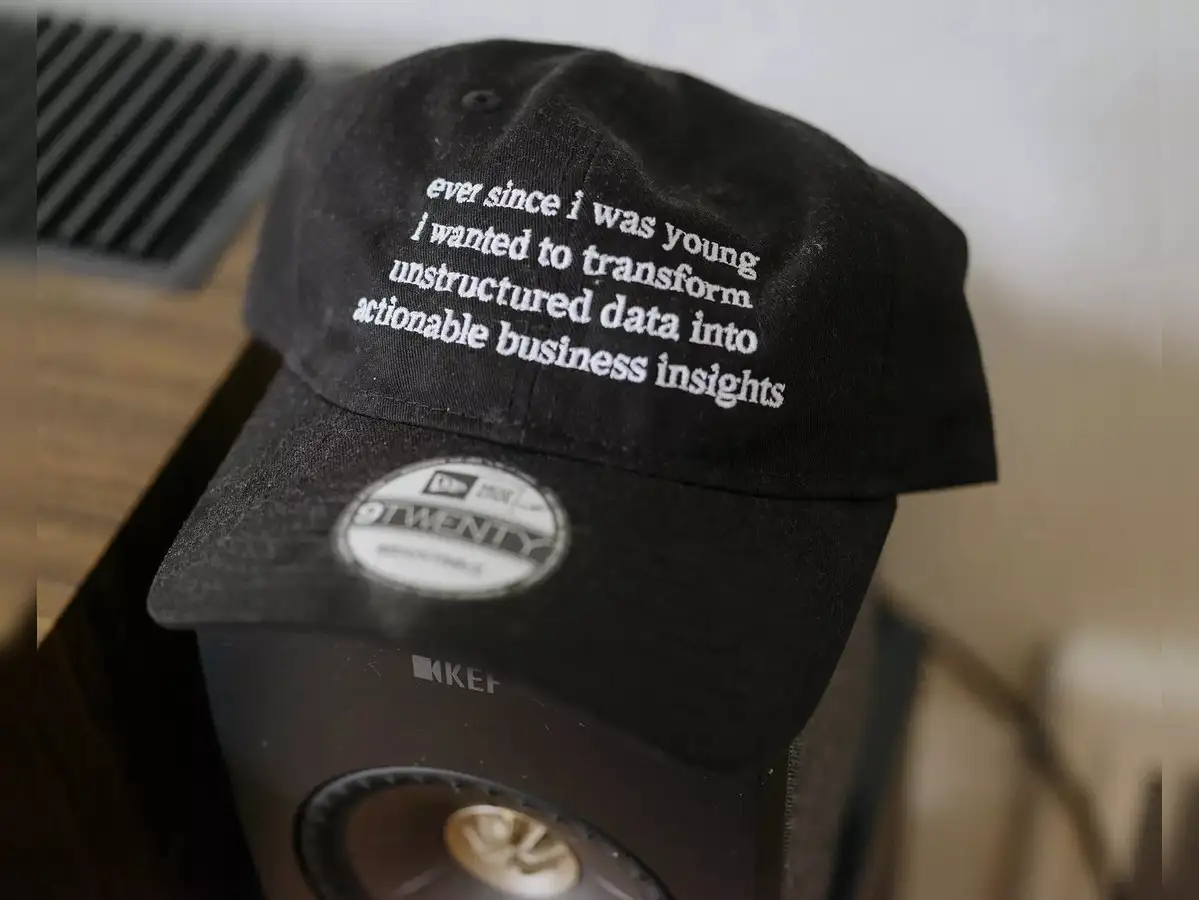 ever since i was young
i wanted to transform
unstructured data into
actionable business insights
9TWENTY
KEF